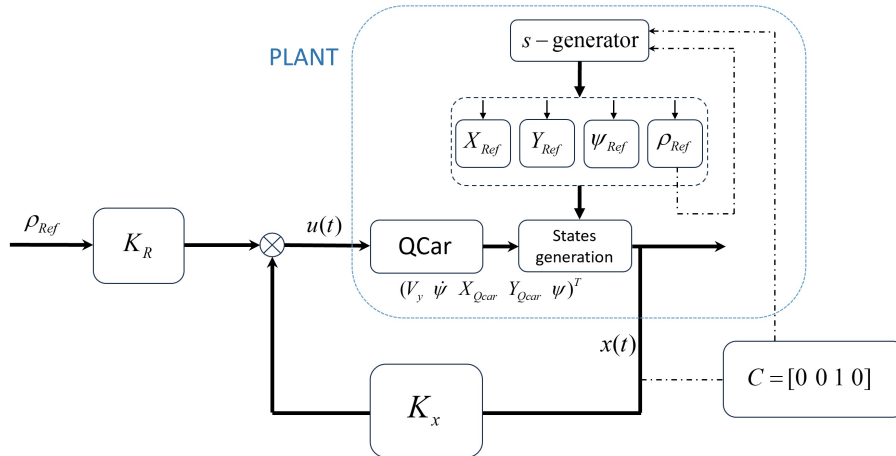 s – generator
PLANT
X_Ref Y_Ref ψ_Ref ρ_Ref
ρ_Ref
K_R
u(t)
QCar
States
generation
(V_y ψ̇ X_Qcar Y_Qcar ψ)^T
x(t)
C = [0 0 1 0]
K_x